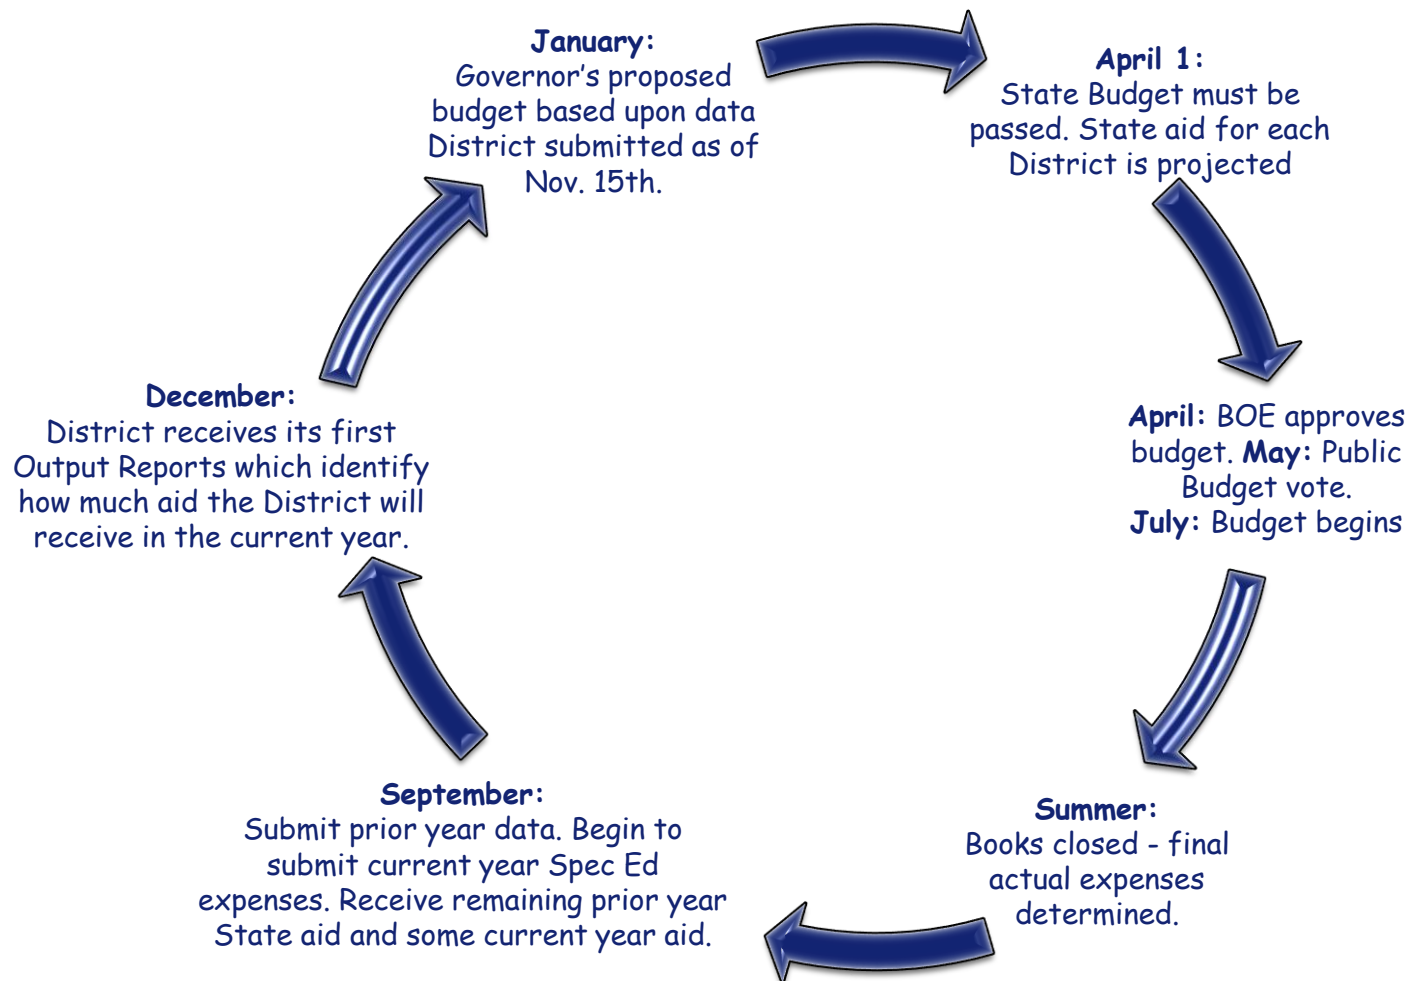 January:
Governor’s proposed
budget based upon data
District submitted as of
Nov. 15th.
April 1:
State Budget must be
passed. State aid for each
District is projected
April: BOE approves
budget. May: Public
Budget vote.
July: Budget begins
Summer:
Books closed - final
actual expenses
determined.
September:
Submit prior year data. Begin to
submit current year Spec Ed
expenses. Receive remaining prior year
State aid and some current year aid.
December:
District receives its first
Output Reports which identify
how much aid the District will
receive in the current year.